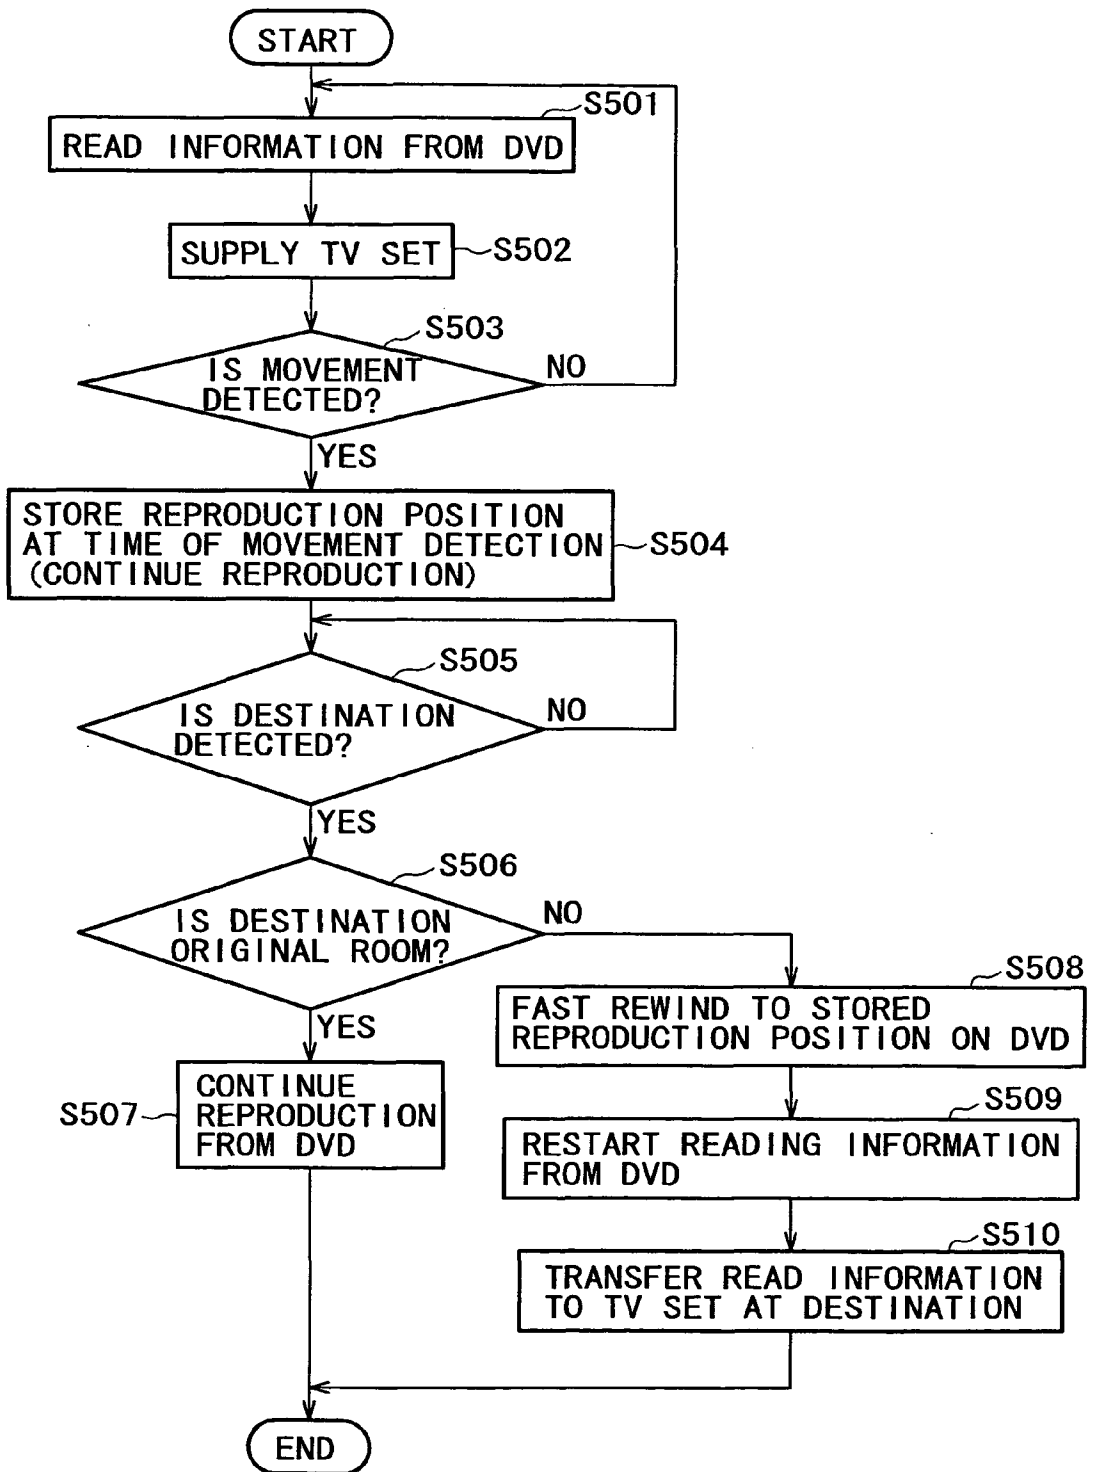 START
S501
READ INFORMATION FROM DVD
SUPPLY TV SET
S502
S503
IS MOVEMENT
DETECTED?
NO
YES
STORE REPRODUCTION POSITION
AT TIME OF MOVEMENT DETECTION
(CONTINUE REPRODUCTION)
S504
S505
IS DESTINATION
DETECTED?
NO
YES
S506
IS DESTINATION
ORIGINAL ROOM?
NO
YES
S507
CONTINUE
REPRODUCTION
FROM DVD
S508
FAST REWIND TO STORED
REPRODUCTION POSITION ON DVD
S509
RESTART READING INFORMATION
FROM DVD
S510
TRANSFER READ INFORMATION
TO TV SET AT DESTINATION
END